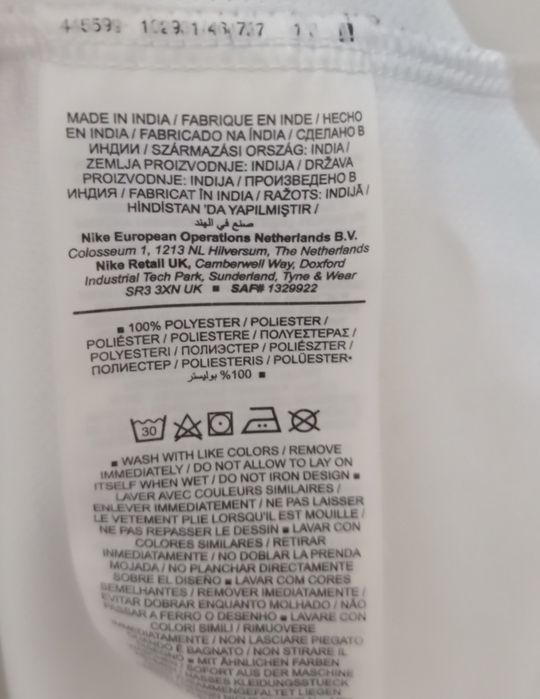 MADE IN INDIA / FABRIQUE EN INDE / HECHO
EN INDIA / FABRICADO NA ÍNDIA / СДЕЛАНО В
ИНДИИ / SZÁRMAZÁSI ORSZÁG: INDIA /
ZEMLJA PROIZVODNJE: INDIJA / DRŽAVA
PROIZVODNJE: INDIJA / ПРОИЗВЕДЕНО В
ИНДИЯ / FABRICAT ÎN INDIA / RAŽOTS: INDIJĀ /
HİNDİSTAN 'DA YAPILMIŞTIR /
صنع في الهند
Nike European Operations Netherlands B.V.
Colosseum 1, 1213 NL Hilversum, The Netherlands
Nike Retail UK, Camberwell Way, Doxford
Industrial Tech Park, Sunderland, Tyne & Wear
SR3 3XN UK ■ SAF# 1329922
■ 100% POLYESTER / POLIESTER /
POLIÉSTER / POLIESTERE / ΠΟΛΥΕΣΤΕΡΑΣ /
POLYESTERI / ПОЛИЭСТЕР / POLIÉSZTER /
ПОЛИЕСТЕР / POLIESTERIS / POLÜESTER
100% بوليستر ■
30
■ WASH WITH LIKE COLORS / REMOVE
IMMEDIATELY / DO NOT ALLOW TO LAY ON
ITSELF WHEN WET / DO NOT IRON DESIGN ■
LAVER AVEC COULEURS SIMILAIRES /
ENLEVER IMMEDIATEMENT / NE PAS LAISSER
LE VETEMENT PLIE LORSQU'IL EST MOUILLE /
NE PAS REPASSER LE DESSIN ■ LAVAR CON
COLORES SIMILARES / RETIRAR
INMEDIATAMENTE / NO DOBLAR LA PRENDA
MOJADA / NO PLANCHAR DIRECTAMENTE
SOBRE EL DISEÑO ■ LAVAR COM CORES
SEMELHANTES / REMOVER IMEDIATAMENTE /
EVITAR DOBRAR ENQUANTO MOLHADO / NÃO
PASSAR A FERRO O DESENHO ■ LAVARE CON
COLORI SIMILI / RIMUOVERE
IMMEDIATAMENTE / NON LASCIARE PIEGATO
QUANDO È BAGNATO / NON STIRARE IL
■ MIT ÄHNLICHEN FARBEN
SOFORT AUS DER MASCHINE
KLEIDUNGSSTUECK
LIEGEN